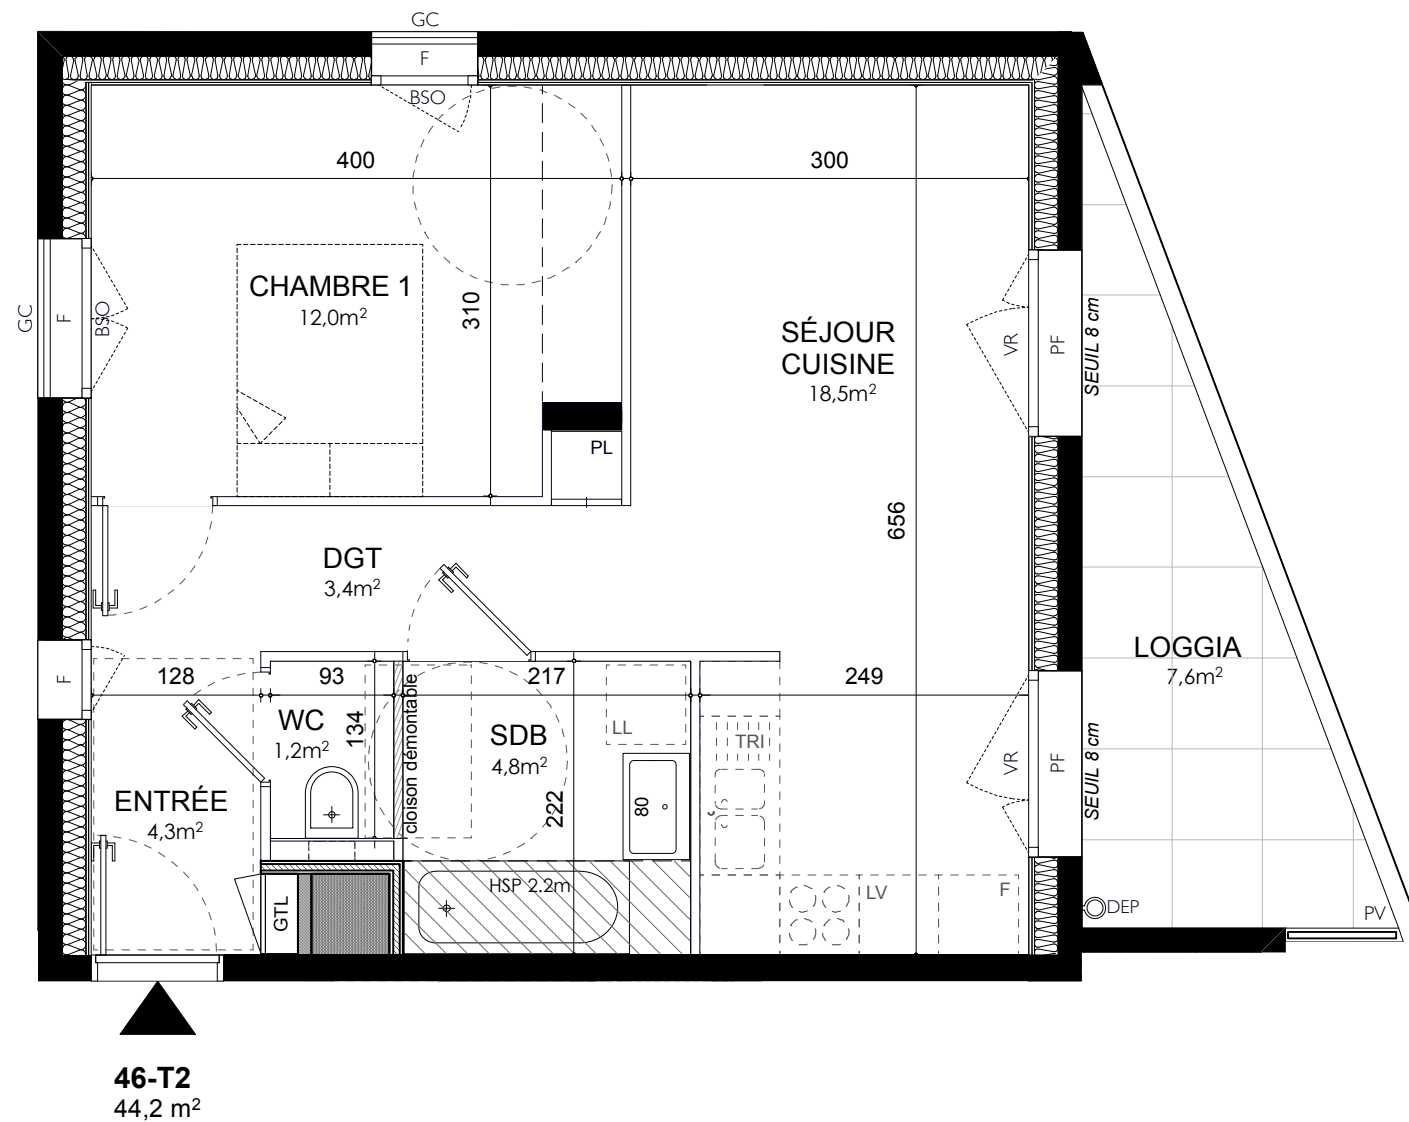 GC
F
BSO
400
300
CHAMBRE 1
12,0m²
310
GC
F
BSO
SÉJOUR
CUISINE
18,5m²
VR
PF
SEUIL 8 cm
PL
656
DGT
3,4m²
LOGGIA
7,6m²
F
128
93
217
249
WC
1,2m²
134
cloison démontable
SDB
4,8m²
LL
TRI
VR
PF
SEUIL 8 cm
ENTRÉE
4,3m²
222
80
HSP 2.2m
GTL
LV
F
DEP
PV
46-T2
44,2 m²